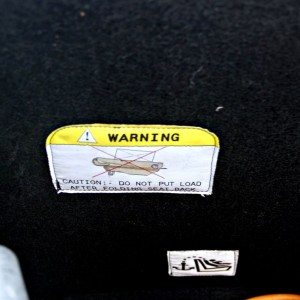 WARNING
CAUTION:- DO NOT PUT LOAD
AFTER FOLDING SEAT BACK